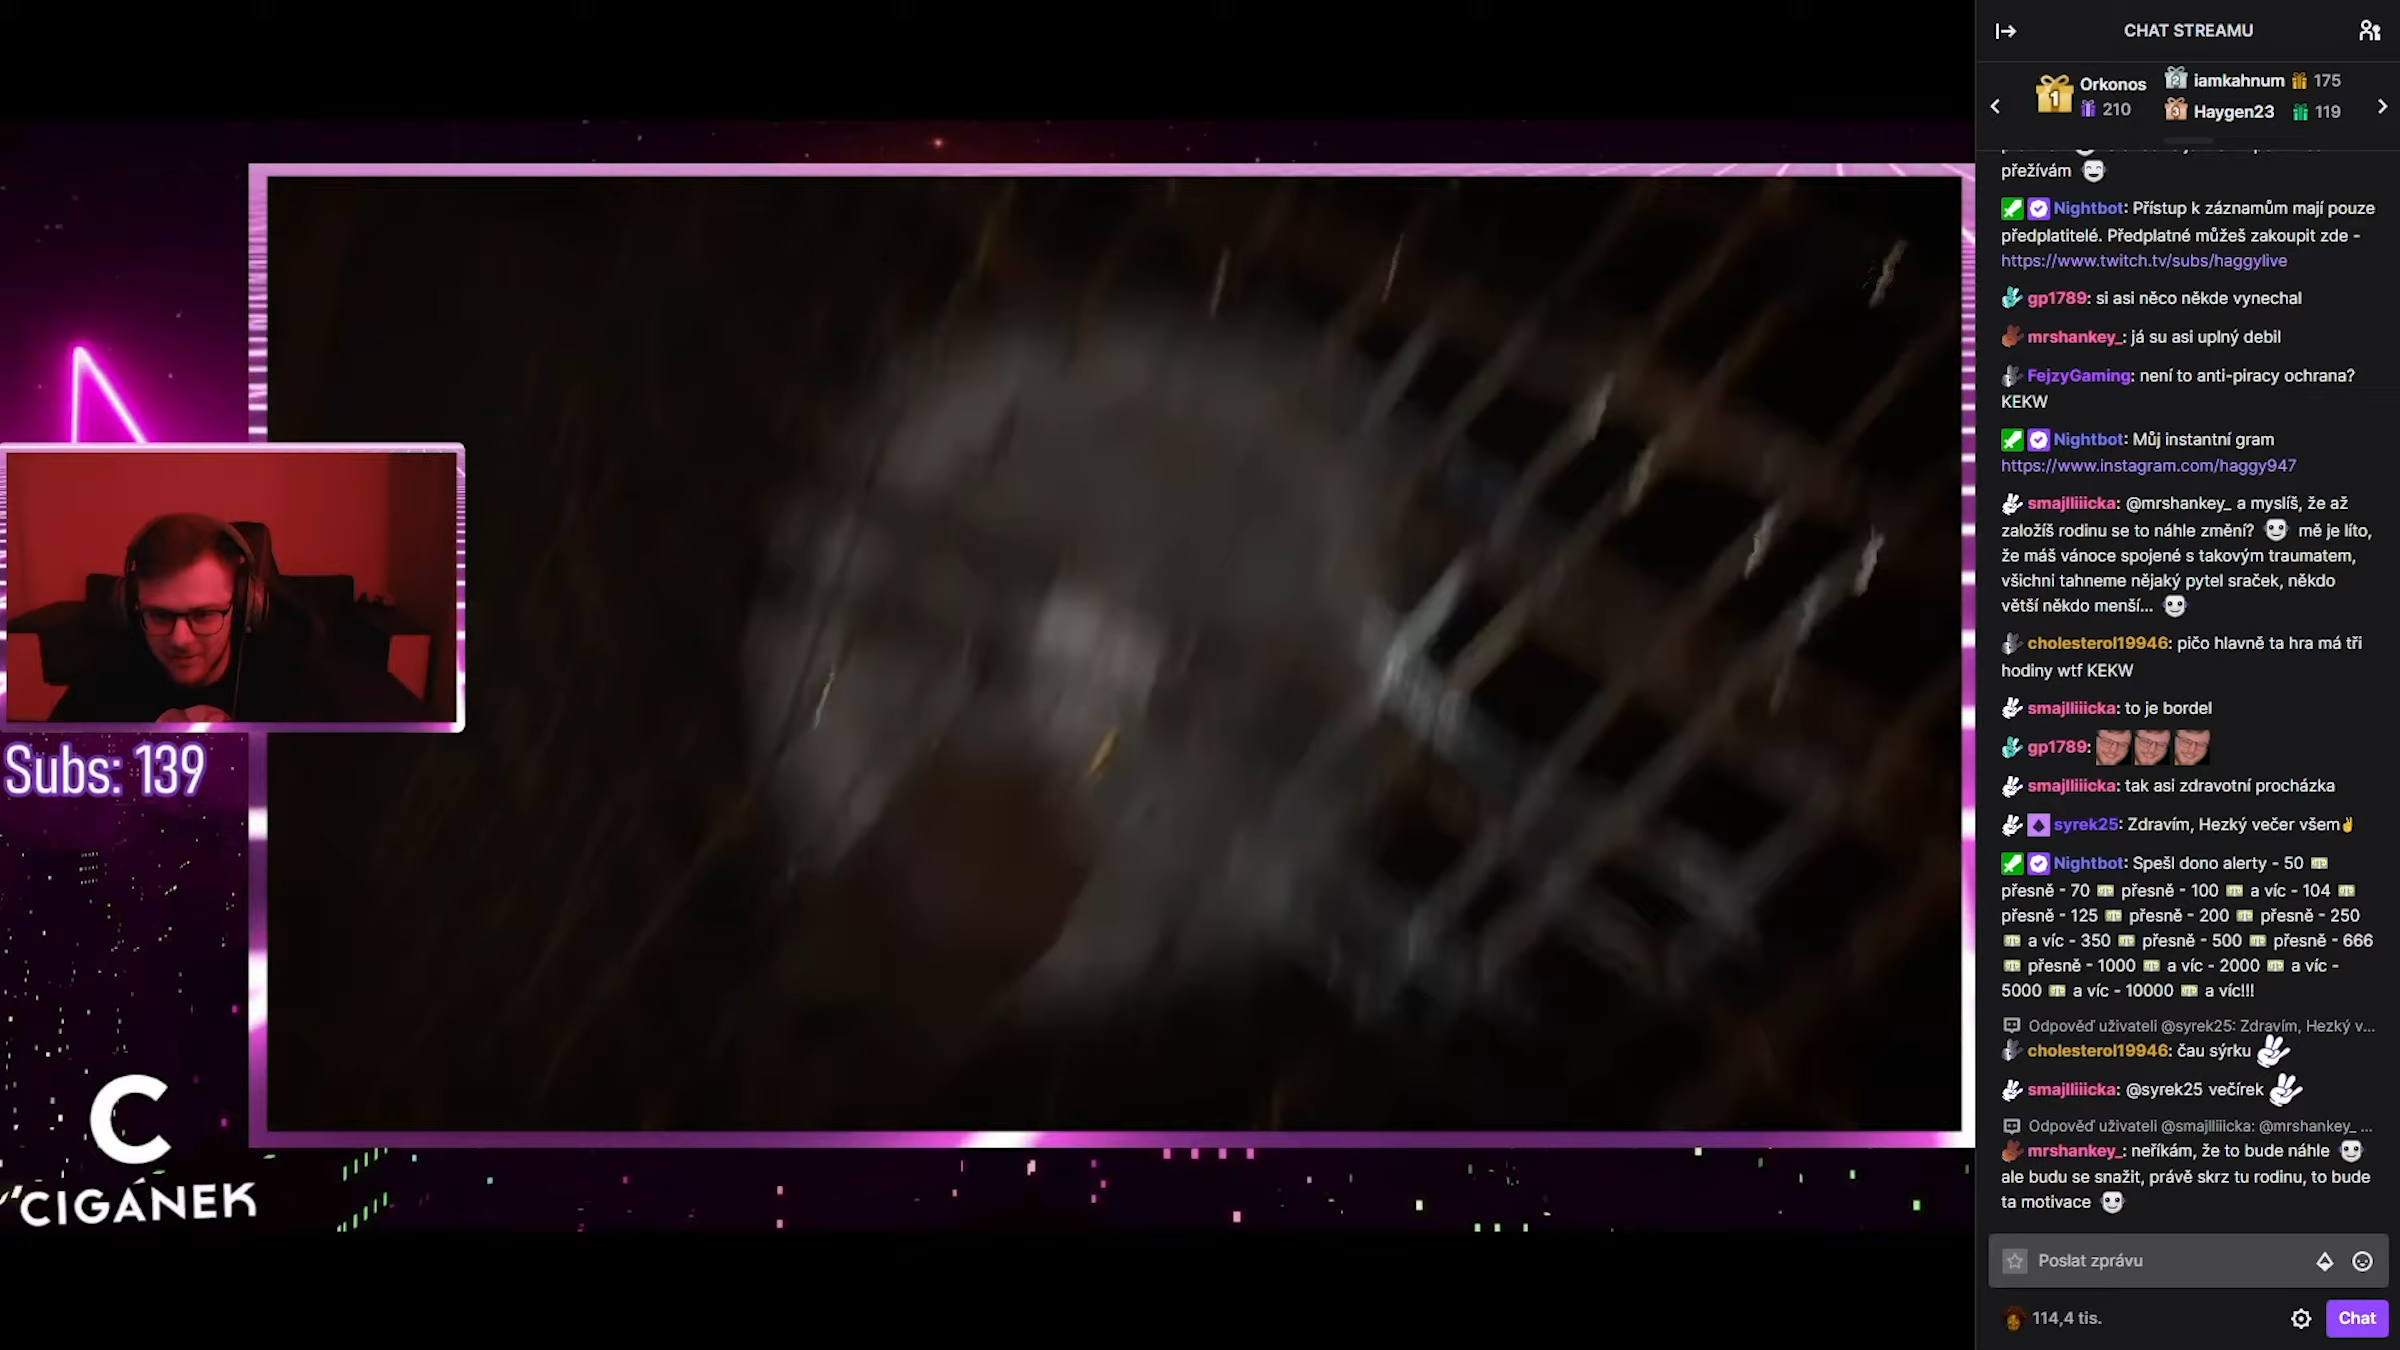 Subs: 139
C
CIGÁNEK
CHAT STREAMU
1 Orkonos 210
2 iamkahnum 175
3 Haygen23 119
přežívám
Nightbot: Přístup k záznamům mají pouze
předplatitelé. Předplatné můžeš zakoupit zde -
https://www.twitch.tv/subs/haggylive
gp1789: si asi něco někde vynechal
mrshankey_: já su asi uplný debil
FejzyGaming: není to anti-piracy ochrana?
KEKW
Nightbot: Můj instantní gram
https://www.instagram.com/haggy947
smajlliiicka: @mrshankey_ a myslíš, že až
založíš rodinu se to náhle změní? mě je líto,
že máš vánoce spojené s takovým traumatem,
všichni tahneme nějaký pytel sraček, někdo
větší někdo menší...
cholesterol19946: pičo hlavně ta hra má tři
hodiny wtf KEKW
smajlliiicka: to je bordel
gp1789:
smajlliiicka: tak asi zdravotní procházka
syrek25: Zdravím, Hezký večer všem✌
Nightbot: Spešl dono alerty - 50
přesně - 70 přesně - 100 a víc - 104
přesně - 125 přesně - 200 přesně - 250
a víc - 350 přesně - 500 přesně - 666
přesně - 1000 a víc - 2000 a víc -
5000 a víc - 10000 a víc!!!
Odpověď uživateli @syrek25: Zdravím, Hezký v...
cholesterol19946: čau sýrku
smajlliiicka: @syrek25 večírek
Odpověď uživateli @smajlliiicka: @mrshankey_ ...
mrshankey_: neříkám, že to bude náhle
ale budu se snažit, právě skrz tu rodinu, to bude
ta motivace
Poslat zprávu
114,4 tis.
Chat